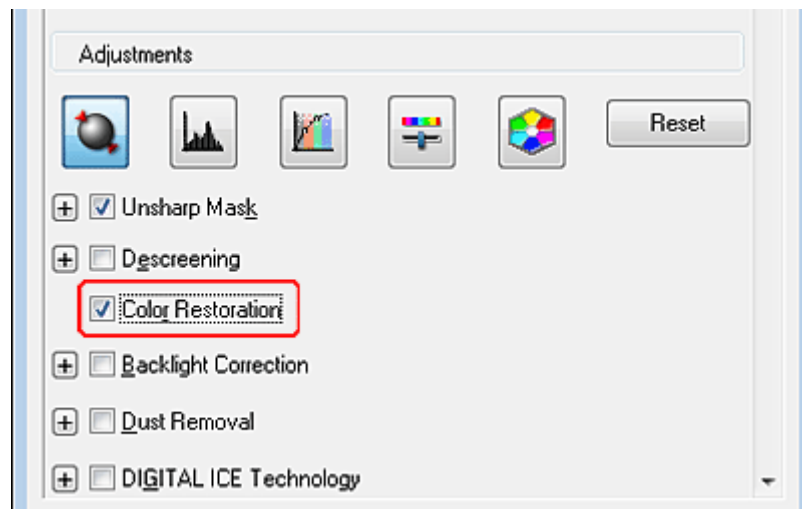 Adjustments
Reset
Unsharp Mask
Descreening
Color Restoration
Backlight Correction
Dust Removal
DIGITAL ICE Technology